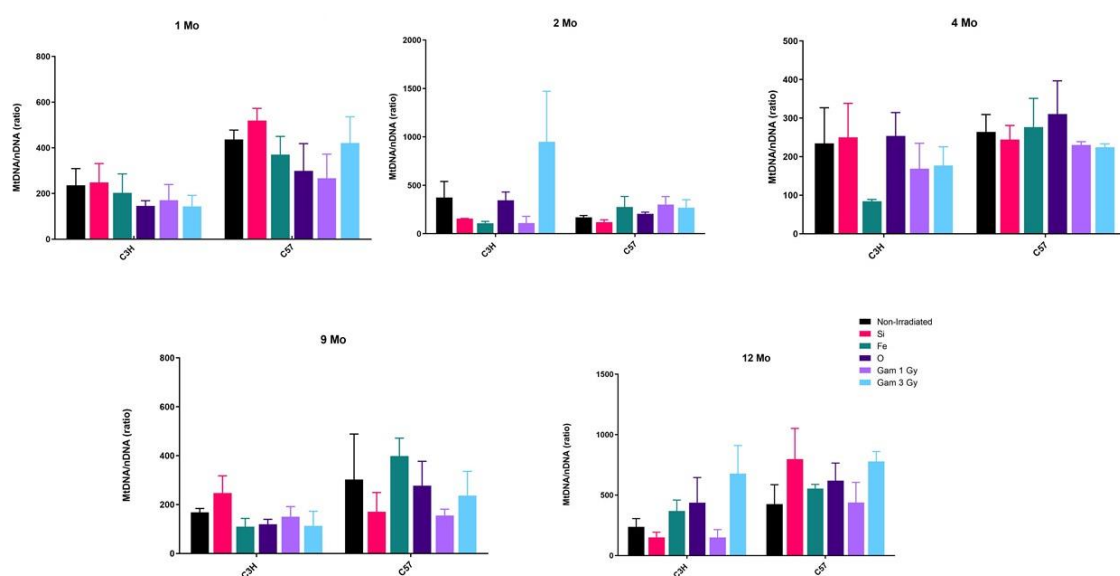 1 Mo
MtDNA/nDNA (ratio)
800
600
400
200
0
C3H
C57
2 Mo
MtDNA/nDNA (ratio)
2000
1500
1000
500
0
C3H
C57
4 Mo
MtDNA/nDNA (ratio)
500
400
300
200
100
0
C3H
C57
9 Mo
MtDNA/nDNA (ratio)
800
600
400
200
0
C3H
C57
Non-Irradiated
Si
Fe
O
Gam 1 Gy
Gam 3 Gy
12 Mo
MtDNA/nDNA (ratio)
1500
1000
500
0
C3H
C57